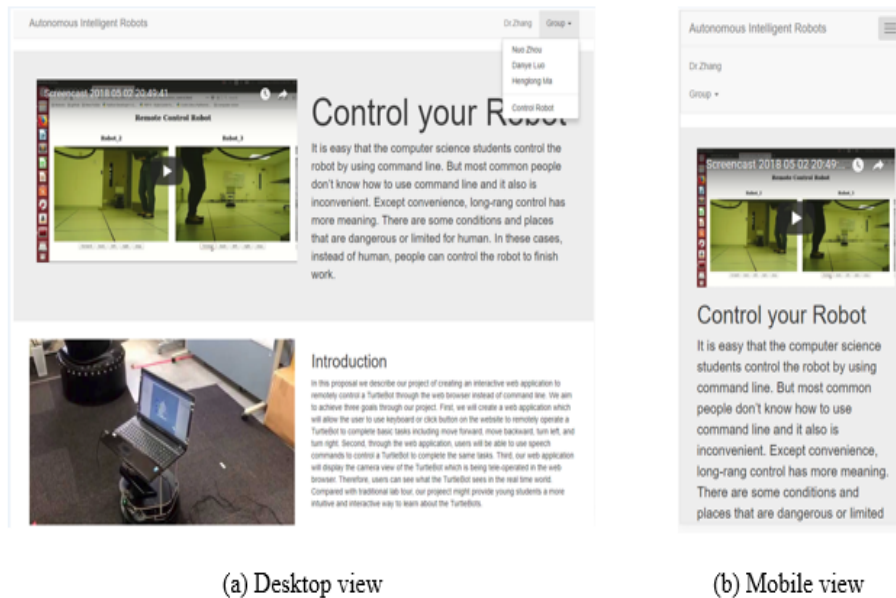 Autonomous Intelligent Robots
Dr.Zhang
Group
Nuo Zhou
Danye Luo
Henglong Ma
Control Robot
Screencast 2018 05 02 20:49:41
Remote Control Robot
Robot_2
Robot_3
Control your Robot
It is easy that the computer science students control the
robot by using command line. But most common people
don't know how to use command line and it also is
inconvenient. Except convenience, long-rang control has
more meaning. There are some conditions and places
that are dangerous or limited for human. In these cases,
instead of human, people can control the robot to finish
work.
Introduction
In this proposal we describe our project of creating an interactive web application to
remotely control a TurtleBot through the web browser instead of command line. We aim
to achieve three goals through our project. First, we will create a web application which
will allow the user to use keyboard or click button on the website to remotely operate a
TurtleBot to complete basic tasks including move forward, move backward, turn left, and
turn right. Second, through the web application, users will be able to use speech
commands to control a TurtleBot to complete the same tasks. Third, our web application
will display the camera view of the TurtleBot which is being tele-operated in the web
browser. Therefore, users can see what the TurtleBot sees in the real time world.
Compared with traditional lab tour, our project might provide young students a more
intuitive and interactive way to learn about the TurtleBots.
(a) Desktop view
Autonomous Intelligent Robots
Dr.Zhang
Group
Screencast 2018 05 02 20:49:...
Remote Control Robot
Control your Robot
It is easy that the computer science
students control the robot by using
command line. But most common
people don't know how to use
command line and it also is
inconvenient. Except convenience,
long-rang control has more meaning.
There are some conditions and
places that are dangerous or limited
(b) Mobile view